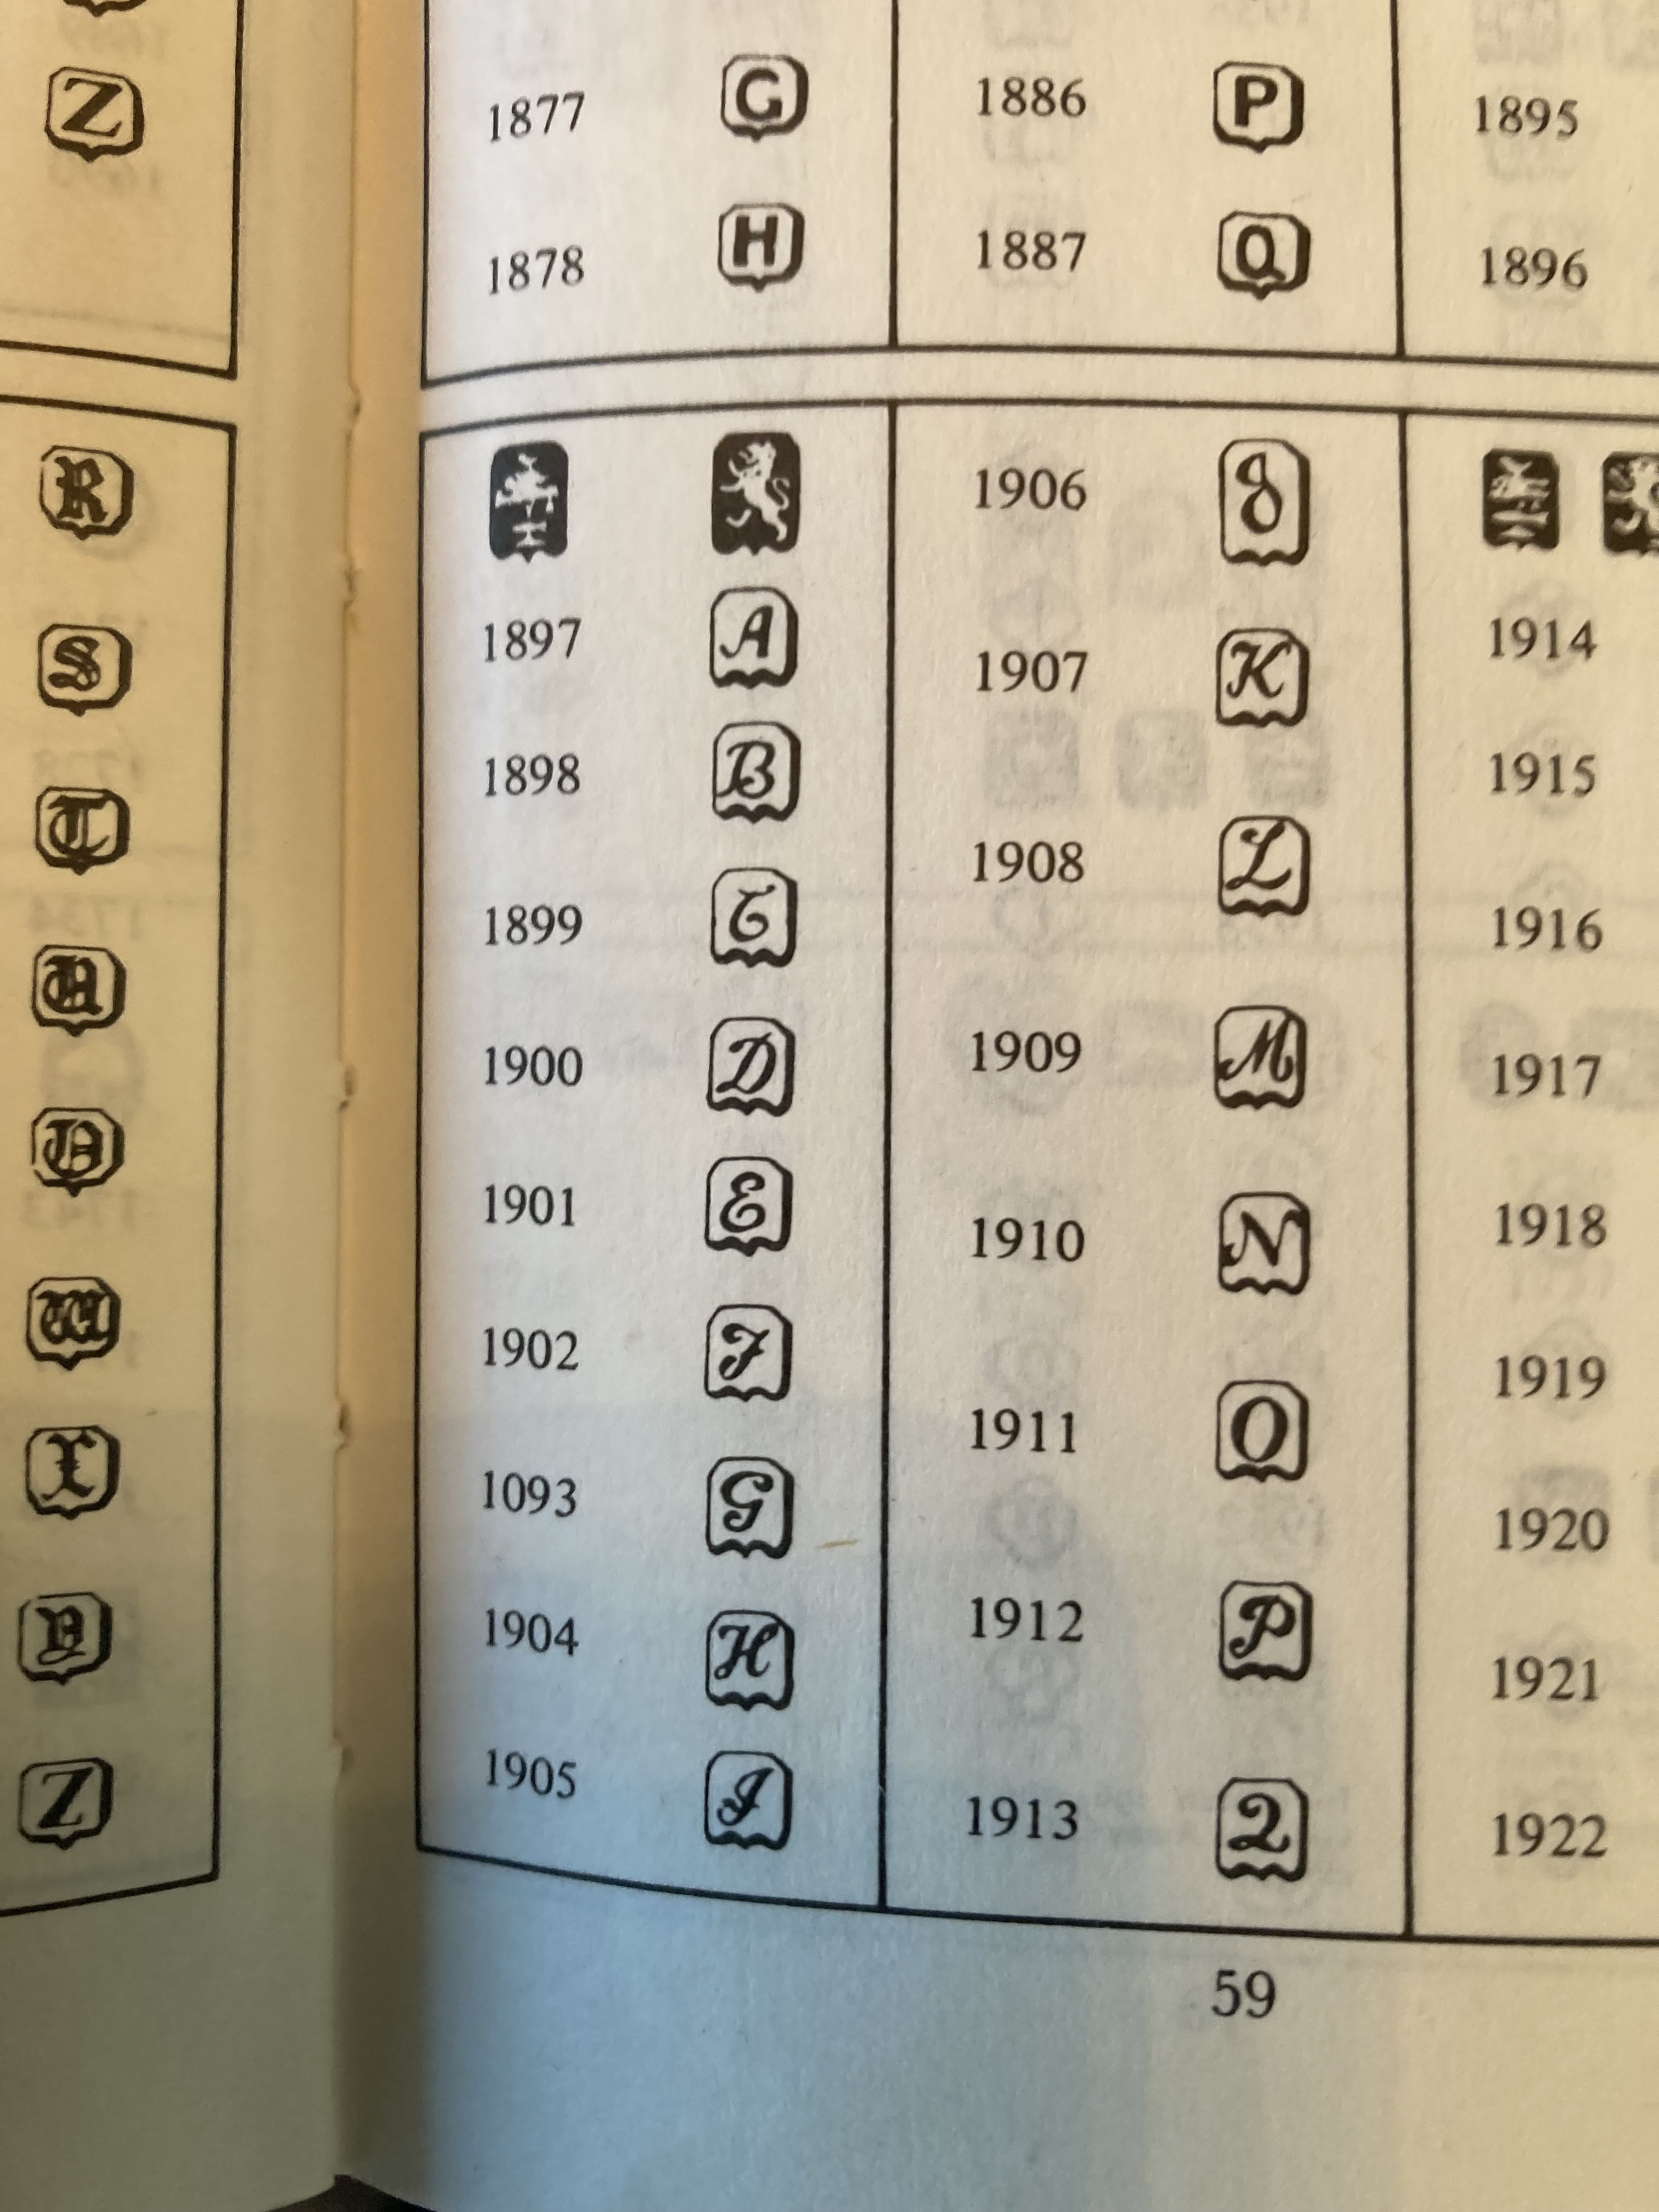 Z
R
S
T
U
V
W
X
Y
Z
1877 G
1878 H
1886 P
1887 Q
1895
1896
1897 A
1898 B
1899 C
1900 D
1901 E
1902 F
1093 G
1904 H
1905 I
1906
1907 K
1908 L
1909 M
1910 N
1911 O
1912 P
1913 Q
1914
1915
1916
1917
1918
1919
1920
1921
1922
59